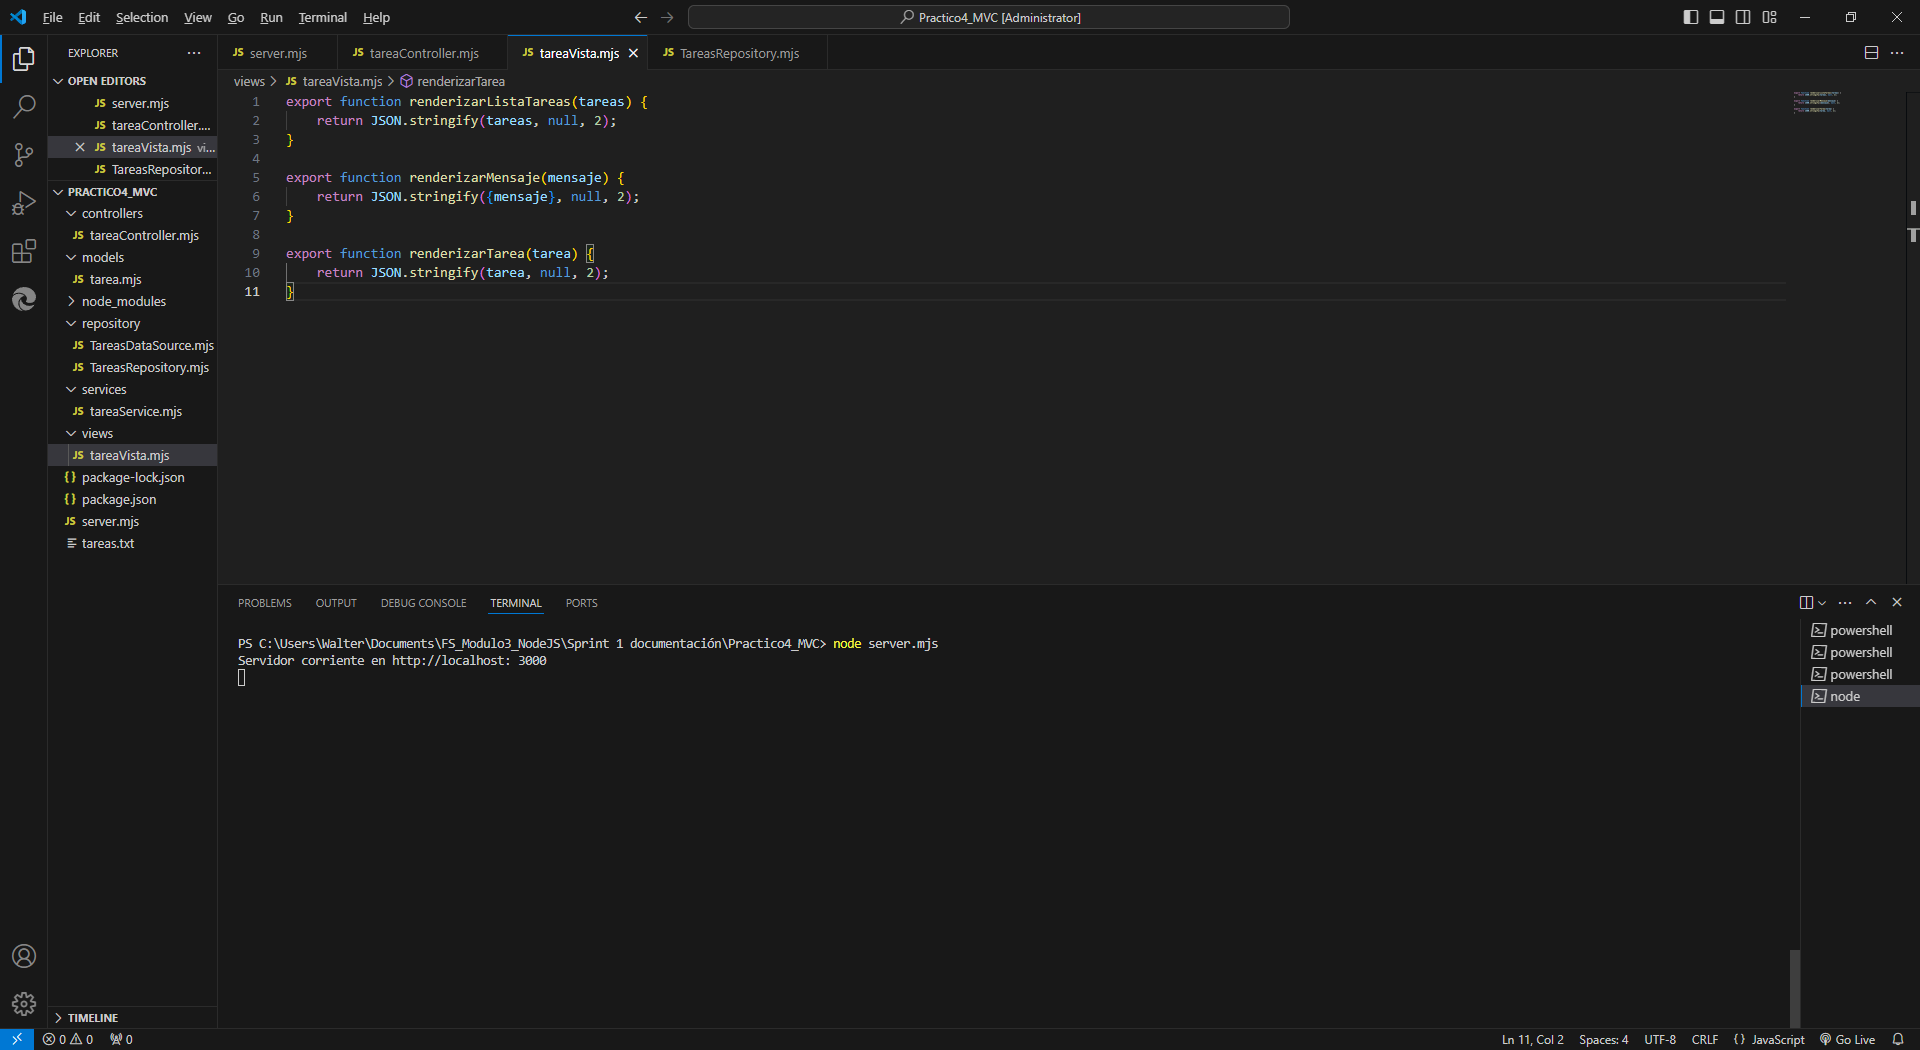 File Edit Selection View Go Run Terminal Help
Practico4_MVC [Administrator]
EXPLORER
OPEN EDITORS
JS server.mjs
JS tareaController....
JS tareaVista.mjs vi...
JS TareasRepositor...
PRACTICO4_MVC
controllers
JS tareaController.mjs
models
JS tarea.mjs
node_modules
repository
JS TareasDataSource.mjs
JS TareasRepository.mjs
services
JS tareaService.mjs
views
JS tareaVista.mjs
{} package-lock.json
{} package.json
JS server.mjs
tareas.txt
TIMELINE
JS server.mjs JS tareaController.mjs JS tareaVista.mjs JS TareasRepository.mjs
views > JS tareaVista.mjs > renderizarTarea
1 export function renderizarListaTareas(tareas) {
2 return JSON.stringify(tareas, null, 2);
3 }
4
5 export function renderizarMensaje(mensaje) {
6 return JSON.stringify({mensaje}, null, 2);
7 }
8
9 export function renderizarTarea(tarea) {
10 return JSON.stringify(tarea, null, 2);
11 }
PROBLEMS OUTPUT DEBUG CONSOLE TERMINAL PORTS
PS C:\Users\Walter\Documents\FS_Modulo3_NodeJS\Sprint 1 documentación\Practico4_MVC> node server.mjs
Servidor corriente en http://localhost: 3000
powershell
powershell
powershell
node
0 0 0 Ln 11, Col 2 Spaces: 4 UTF-8 CRLF {} JavaScript Go Live